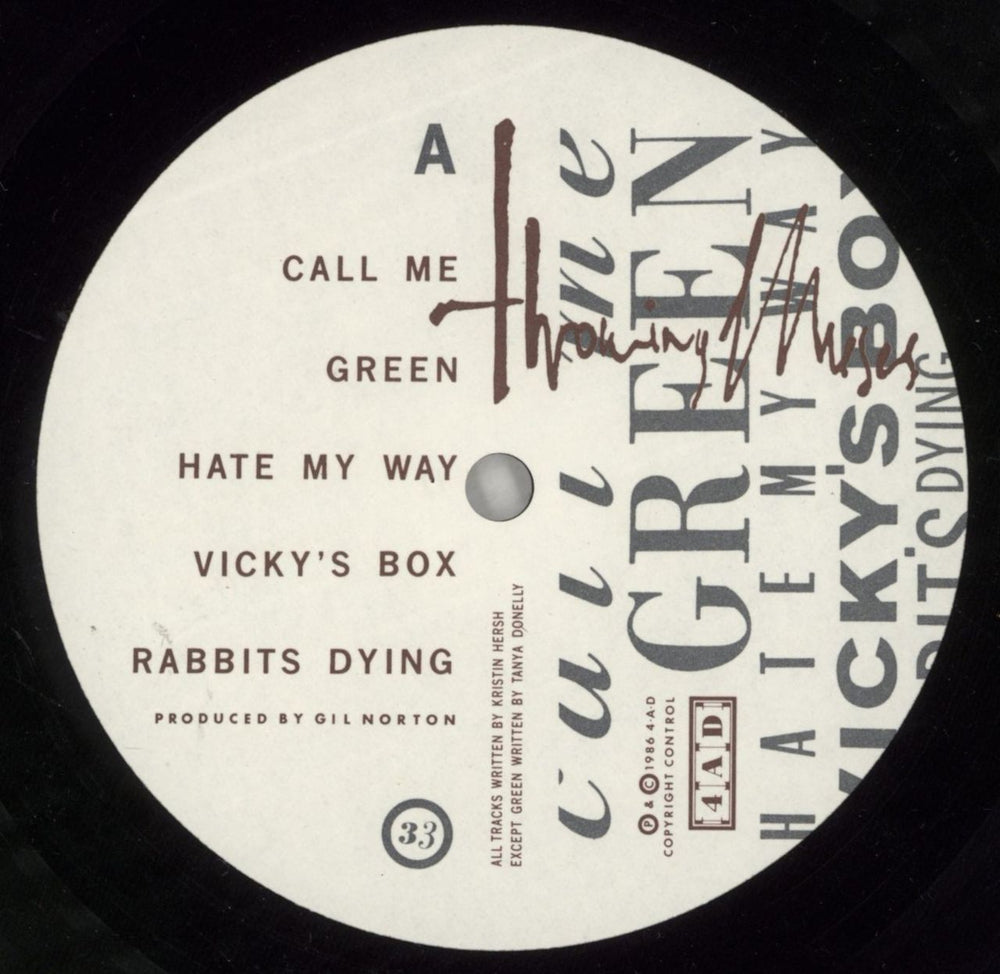 A
CALL ME
GREEN
HATE MY WAY
VICKY'S BOX
RABBITS DYING
PRODUCED BY GIL NORTON
33
Throwing Muses
ALL TRACKS WRITTEN BY KRISTIN HERSH
EXCEPT GREEN WRITTEN BY TANYA DONELLY
call me
GREEN
Ⓟ & © 1986 4·A·D
COPYRIGHT CONTROL
4AD
HATE MY WAY
VICKY'S BOX
BIT'S DYING